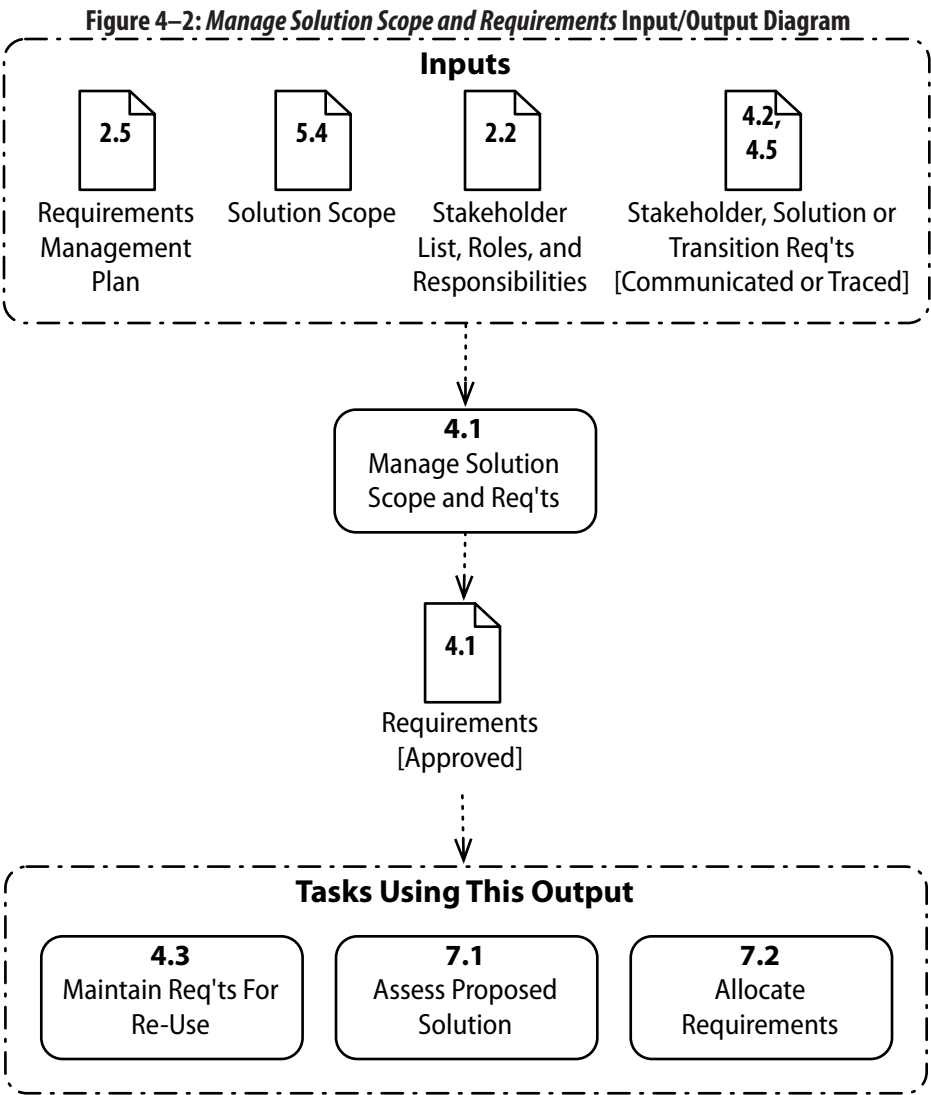 Figure 4–2: Manage Solution Scope and Requirements Input/Output Diagram
Inputs
2.5
5.4
2.2
4.2,
4.5
Requirements
Management
Plan
Solution Scope
Stakeholder
List, Roles, and
Responsibilities
Stakeholder, Solution or
Transition Req'ts
[Communicated or Traced]
4.1
Manage Solution
Scope and Req'ts
4.1
Requirements
[Approved]
Tasks Using This Output
4.3
Maintain Req'ts For
Re-Use
7.1
Assess Proposed
Solution
7.2
Allocate
Requirements